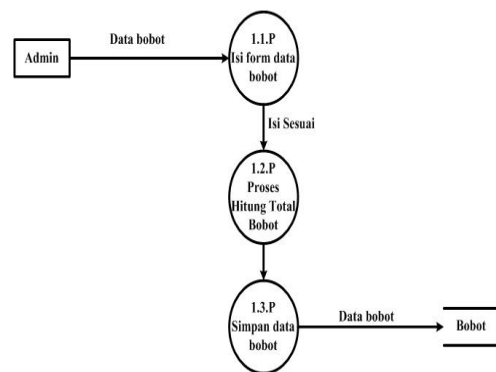 Data bobot
Admin
1.1.P
Isi form data
bobot
Isi Sesuai
1.2.P
Proses
Hitung Total
Bobot
1.3.P
Simpan data
bobot
Data bobot
Bobot